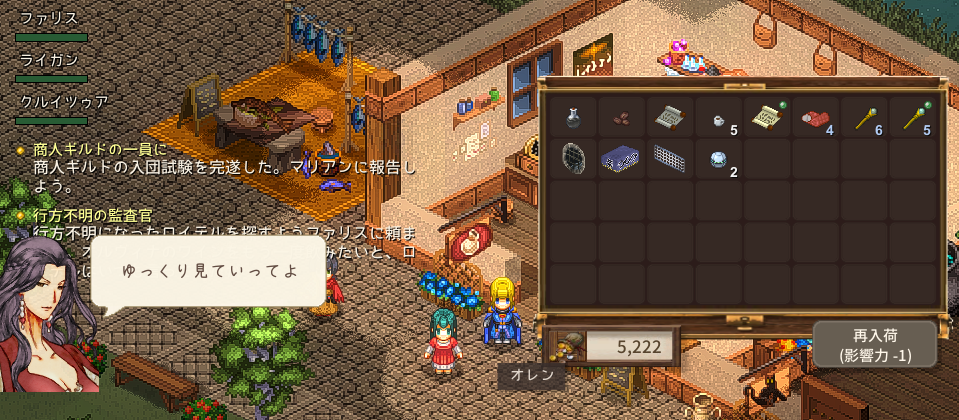 ファリス
ライガン
クルイツゥア
商人ギルドの一員に
商人ギルドの入団試験を完遂した。マリアンに報告し
よう。
行方不明の監査官
行方不明になったロイテルを探すようファリスに頼ま
みたいと、ロ
ゆっくり見ていってよ
5
4
6
5
2
5,222
再入荷
(影響力 -1)
オレン